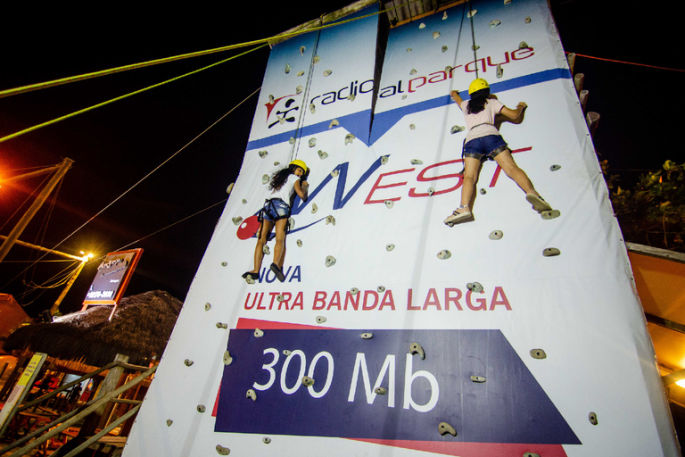 radical parque
WEST
NOVA
ULTRA BANDA LARGA
300 Mb